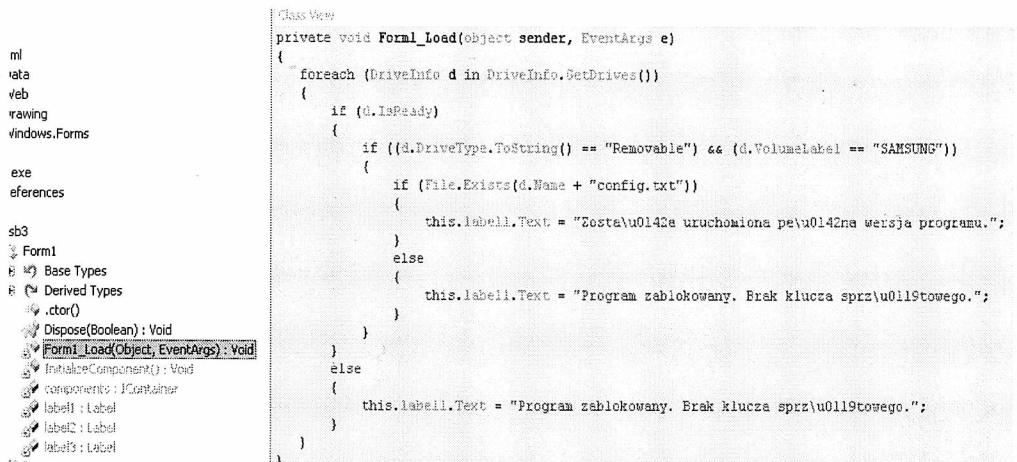 Class View
private void Form1_Load(object sender, EventArgs e)
{
foreach (DriveInfo d in DriveInfo.GetDrives())
{
if (d.IsReady)
{
if ((d.DriveType.ToString() == "Removable") && (d.VolumeLabel == "SAMSUNG"))
{
if (File.Exists(d.Name + "config.txt"))
{
this.label1.Text = "Zosta\u0142a uruchomiona pe\u0142na wersja programu.";
}
else
{
this.label1.Text = "Program zablokowany. Brak klucza sprz\u0119towego.";
}
}
}
else
{
this.label1.Text = "Program zablokowany. Brak klucza sprz\u0119towego.";
}
}
}
ml
ata
Web
rawing
Windows.Forms
exe
eferences
sb3
Form1
Base Types
Derived Types
.ctor()
Dispose(Boolean) : Void
Form1_Load(Object, EventArgs) : Void
InitializeComponent() : Void
components : IContainer
label1 : Label
label2 : Label
label3 : Label